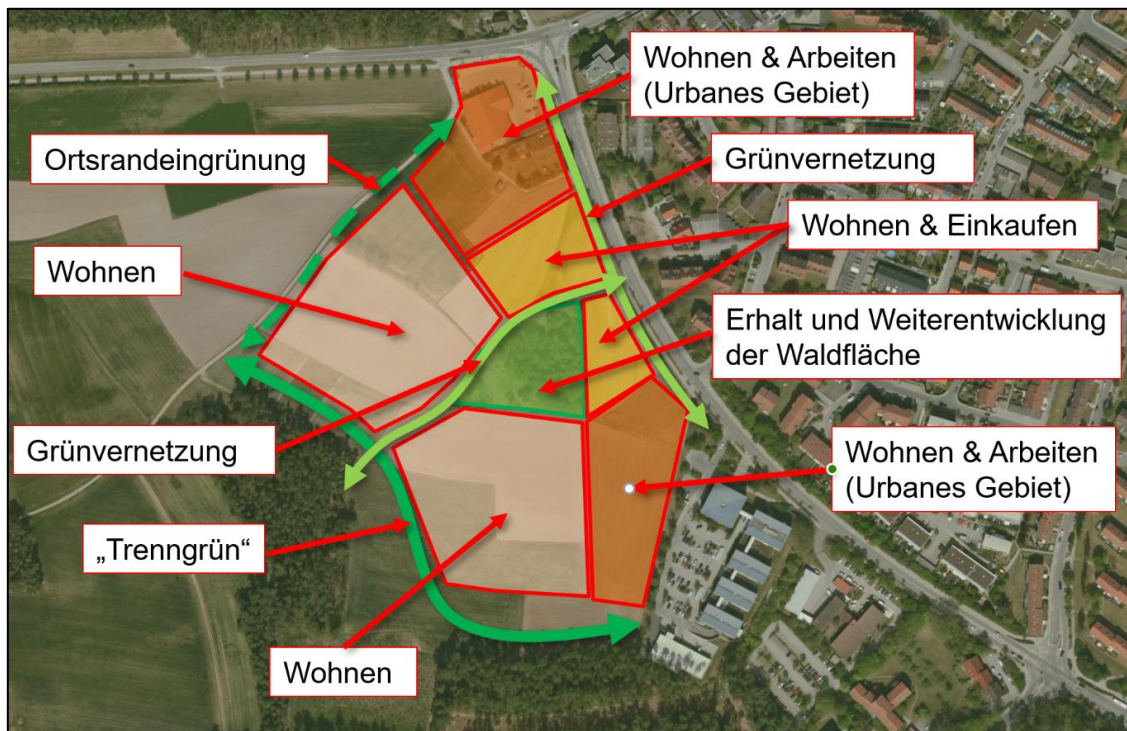 Wohnen & Arbeiten
(Urbanes Gebiet)
Ortsrandeingrünung
Grünvernetzung
Wohnen & Einkaufen
Wohnen
Erhalt und Weiterentwicklung
der Waldfläche
Grünvernetzung
Wohnen & Arbeiten
(Urbanes Gebiet)
„Trenngrün“
Wohnen